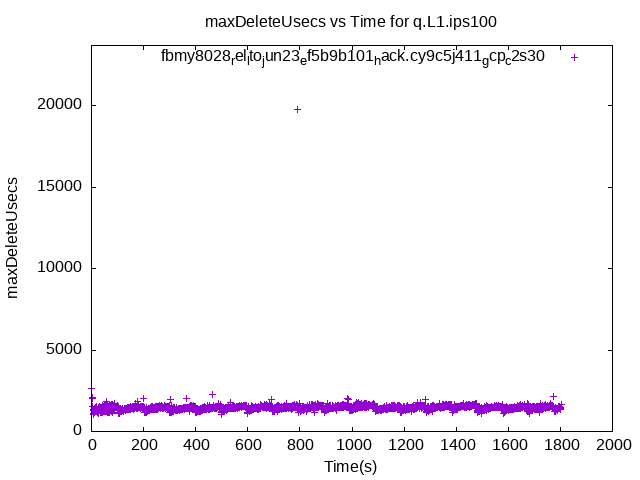 maxDeleteUsecs vs Time for q.L1.ips100
fbmy8028relltojun23ef5b9b101hack.cy9c5j411gcpc2s30
20000
15000
10000
5000
0
maxDeleteUsecs
0 200 400 600 800 1000 1200 1400 1600 1800 2000
Time(s)